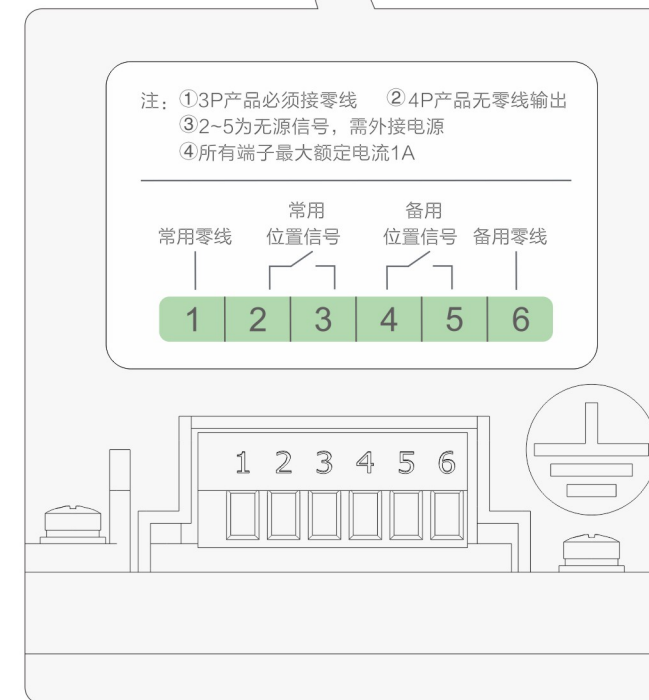 注：①3P产品必须接零线 ②4P产品无零线输出
③2~5为无源信号，需外接电源
④所有端子最大额定电流1A
常用 备用
常用零线 位置信号 位置信号 备用零线
1 2 3 4 5 6
1 2 3 4 5 6